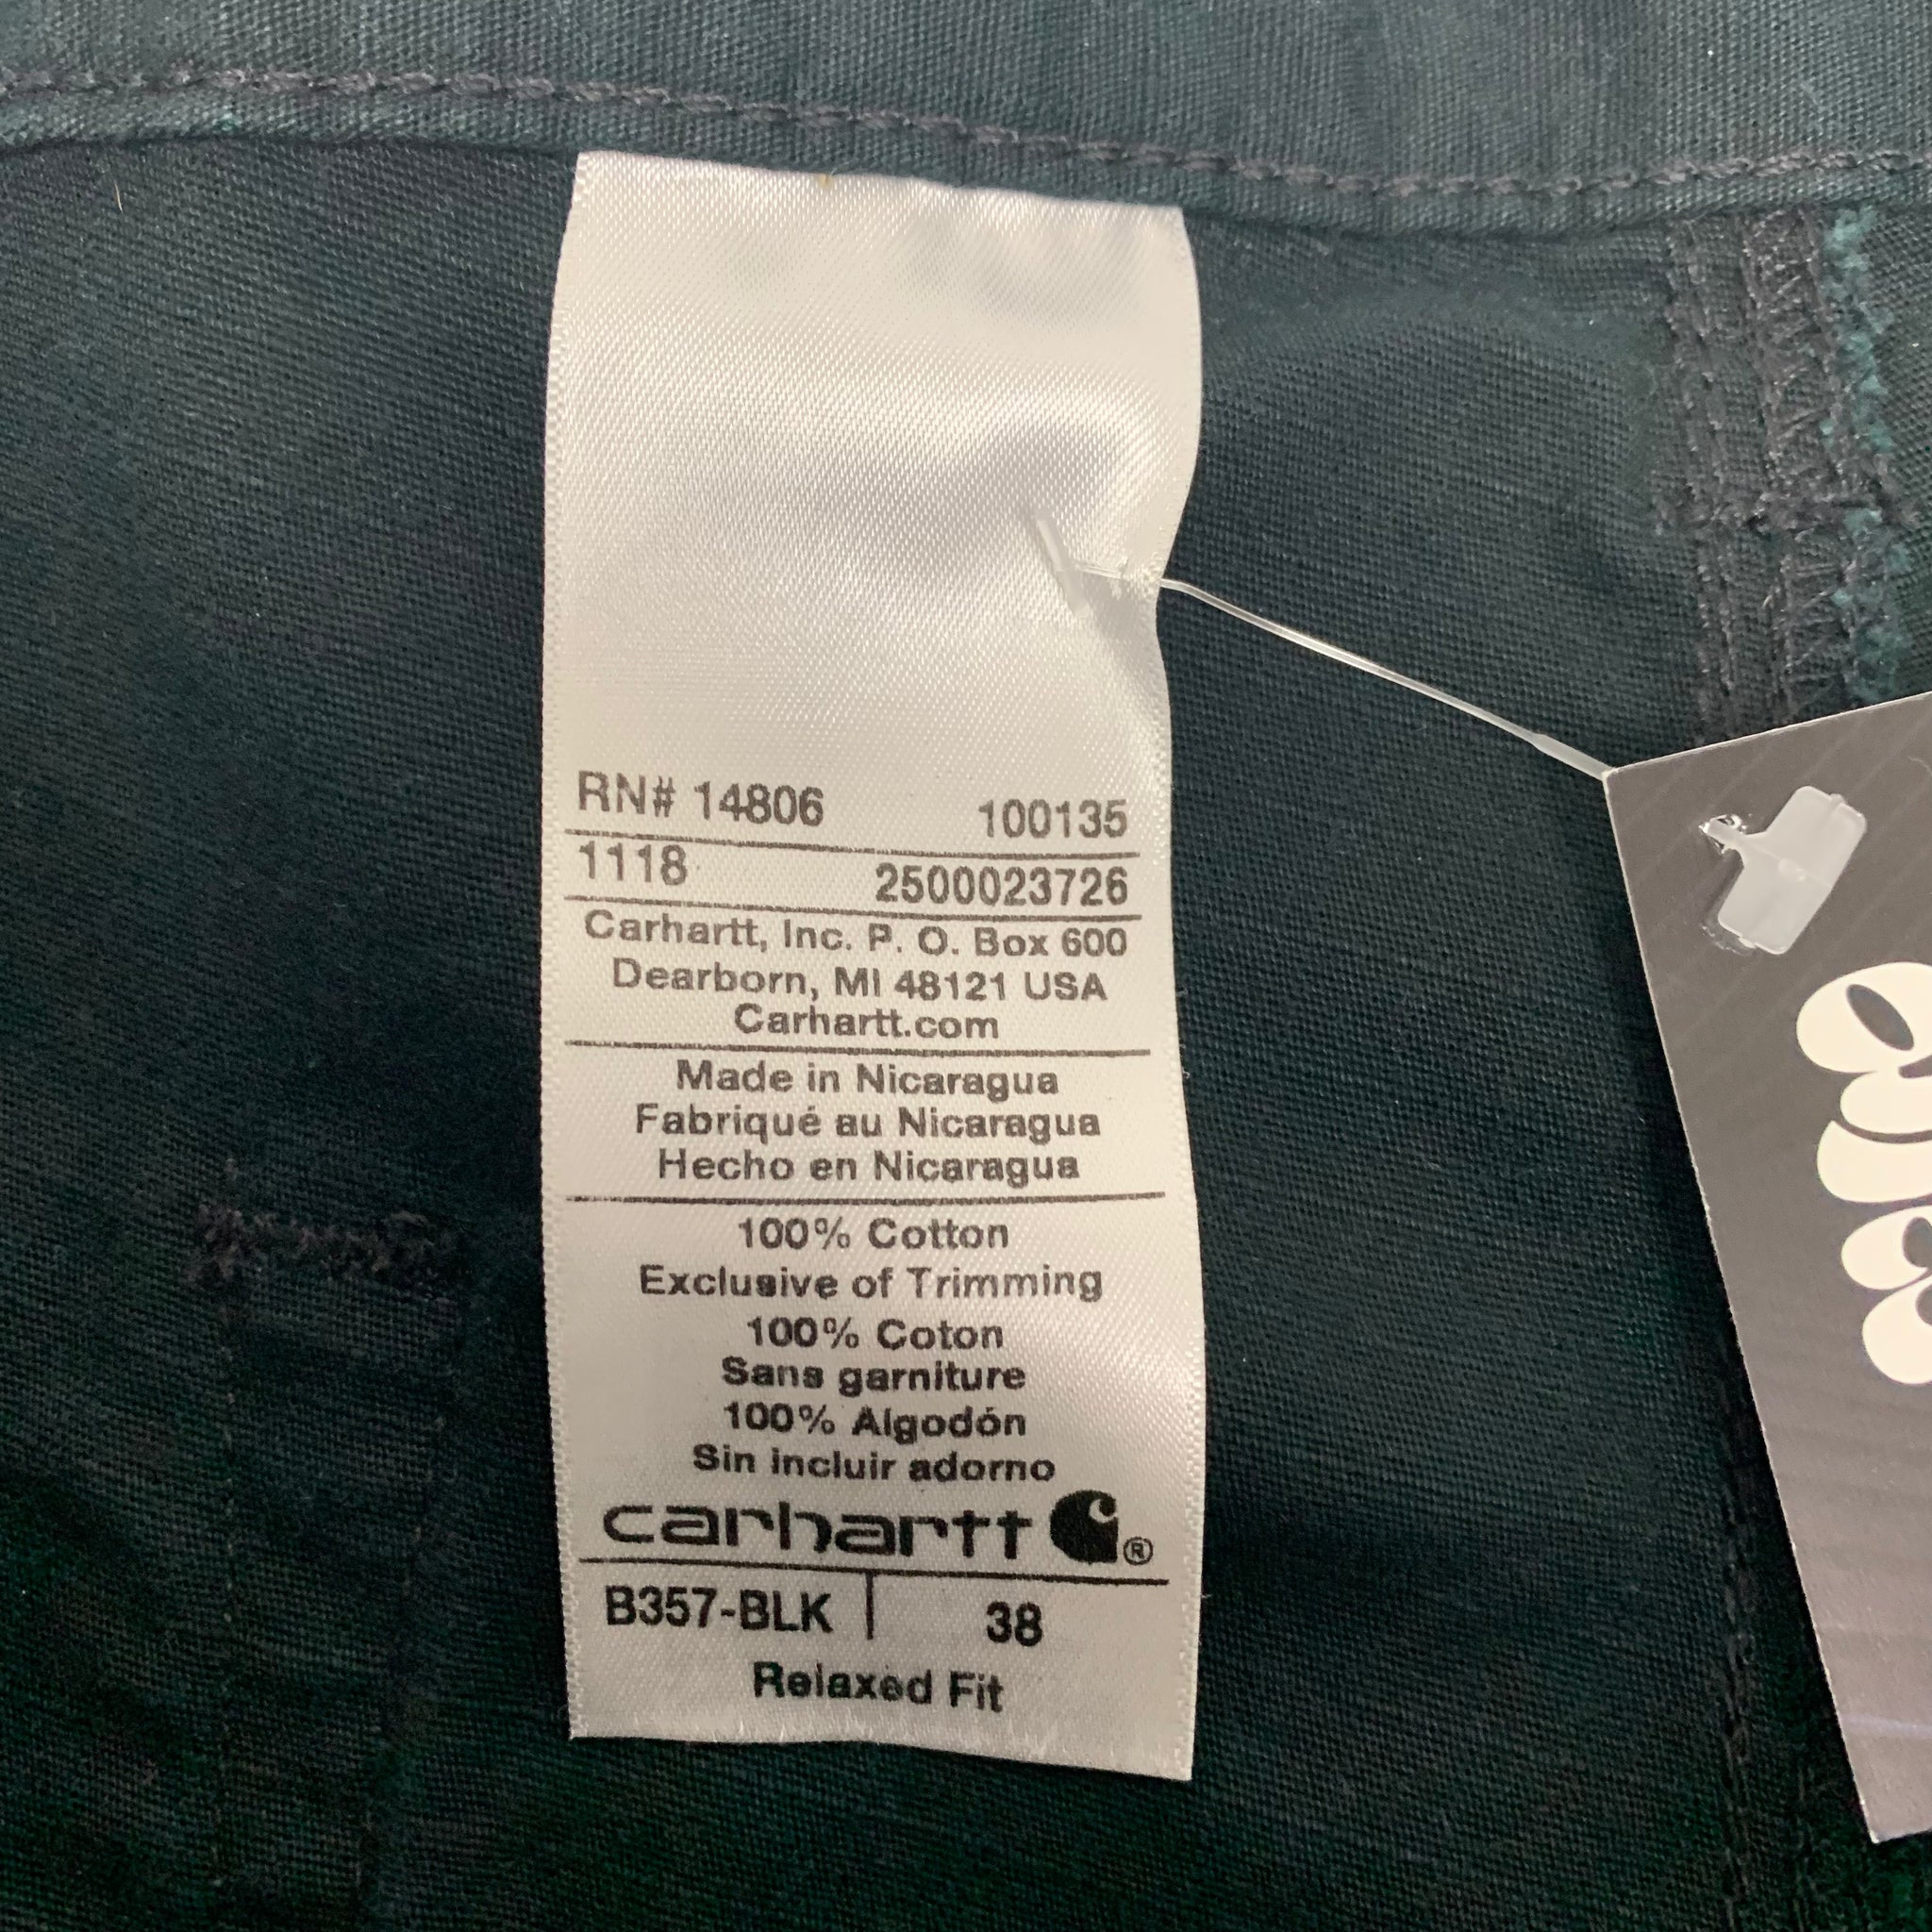 RN# 14806 100135
1118 2500023726
Carhartt, Inc. P. O. Box 600
Dearborn, MI 48121 USA
Carhartt.com
Made in Nicaragua
Fabriqué au Nicaragua
Hecho en Nicaragua
100% Cotton
Exclusive of Trimming
100% Coton
Sans garniture
100% Algodón
Sin incluir adorno
carhartt ®
B357-BLK | 38
Relaxed Fit